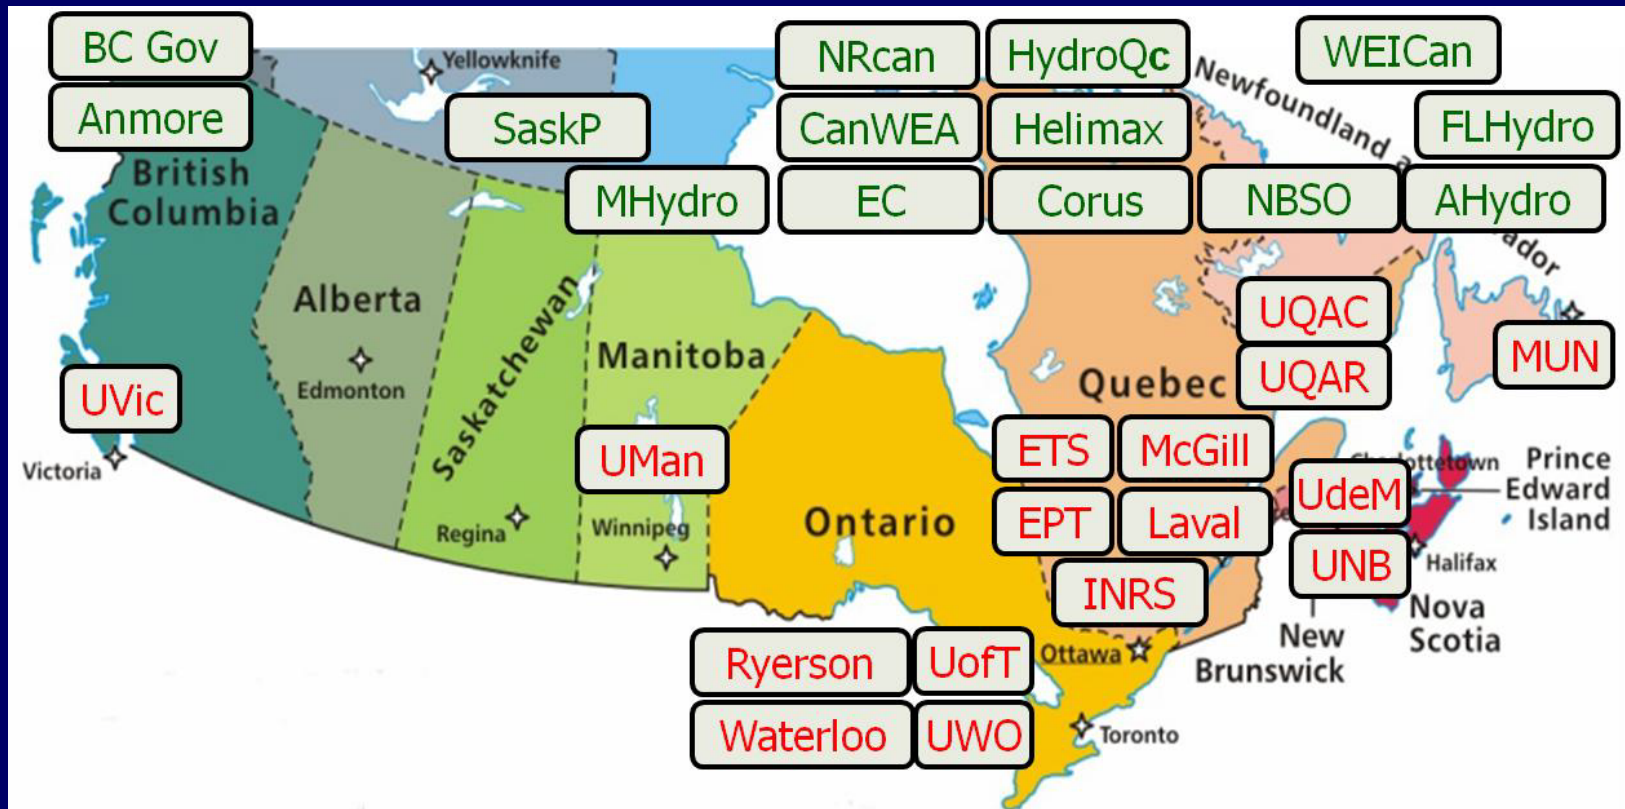 BC Gov
Anmore
Yellowknife
SaskP
MHydro
NRcan
HydroQc
CanWEA
Helimax
EC
Corus
WEICan
FLHydro
NBSO
AHydro
Newfoundland a
ador
British
Columbia
Alberta
Edmonton
Saskatchewan
Regina
Manitoba
UMan
Winnipeg
UVic
Victoria
Ontario
Quebec
UQAC
UQAR
MUN
ETS
McGill
EPT
Laval
INRS
UdeM
UNB
Charlottetown
Prince
Edward
Island
Halifax
Nova
Scotia
New
Brunswick
Ryerson
UofT
Waterloo
UWO
Ottawa
Toronto